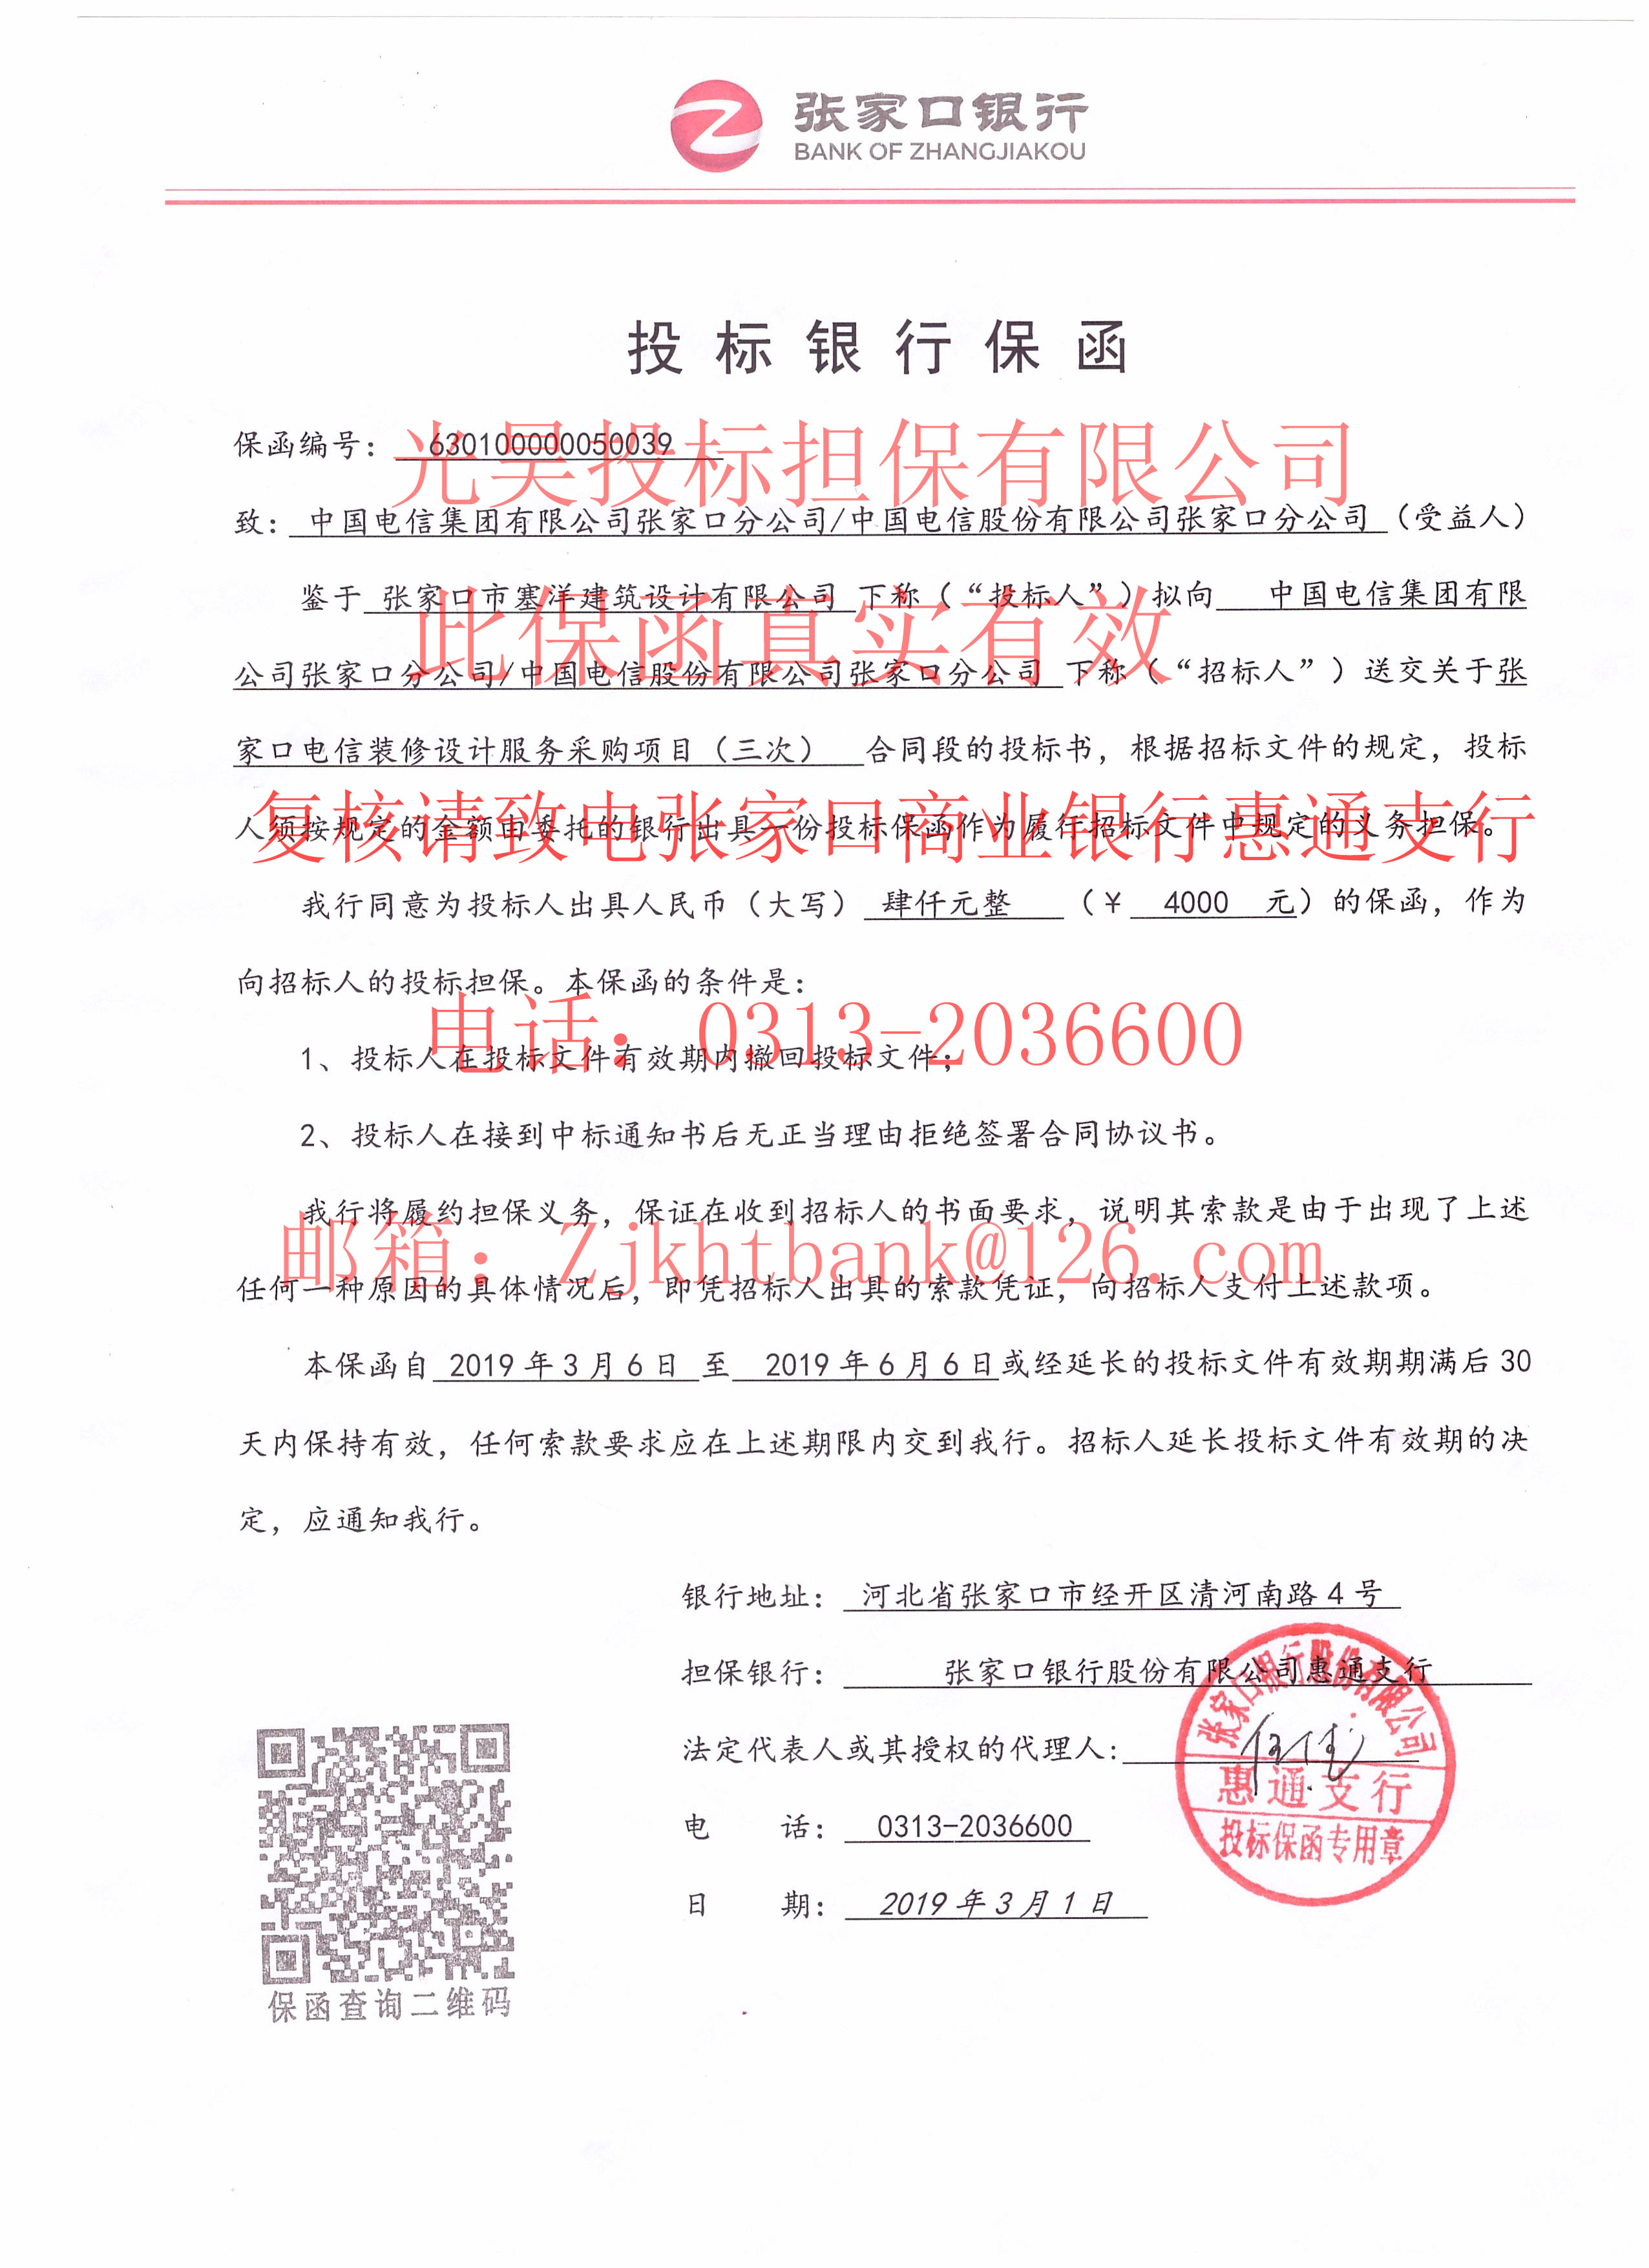 张家口银行
BANK OF ZHANGJIAKOU
投标银行保函
保函编号： 630100000050039
光昊投标担保有限公司
致： 中国电信集团有限公司张家口分公司/中国电信股份有限公司张家口分公司 （受益人）
鉴于 张家口市塞洋建筑设计有限公司 下称（“投标人”）拟向 中国电信集团有限
此保函真实有效
公司张家口分公司/中国电信股份有限公司张家口分公司 下称（“招标人”）送交关于张
家口电信装修设计服务采购项目（三次） 合同段的投标书，根据招标文件的规定，投标
人须按规定的金额由委托的银行出具一份投标保函作为履行招标文件中规定的义务担保。
复核请致电张家口商业银行惠通支行
我行同意为投标人出具人民币（大写） 肆仟元整 （￥ 4000 元）的保函，作为
向招标人的投标担保。本保函的条件是：
电话：0313-2036600
1、投标人在投标文件有效期内撤回投标文件；
2、投标人在接到中标通知书后无正当理由拒绝签署合同协议书。
我行将履约担保义务，保证在收到招标人的书面要求，说明其索款是由于出现了上述
邮箱：Zjkhtbank@126.com
任何一种原因的具体情况后，即凭招标人出具的索款凭证，向招标人支付上述款项。
本保函自 2019 年 3 月 6 日 至 2019 年 6 月 6 日或经延长的投标文件有效期期满后 30
天内保持有效，任何索款要求应在上述期限内交到我行。招标人延长投标文件有效期的决
定，应通知我行。
银行地址： 河北省张家口市经开区清河南路 4 号
担保银行： 张家口银行股份有限公司惠通支行
法定代表人或其授权的代理人:
电 话： 0313-2036600
日 期： 2019 年 3 月 1 日
张家口银行股份有限公司
惠通支行
投标保函专用章
保函查询二维码